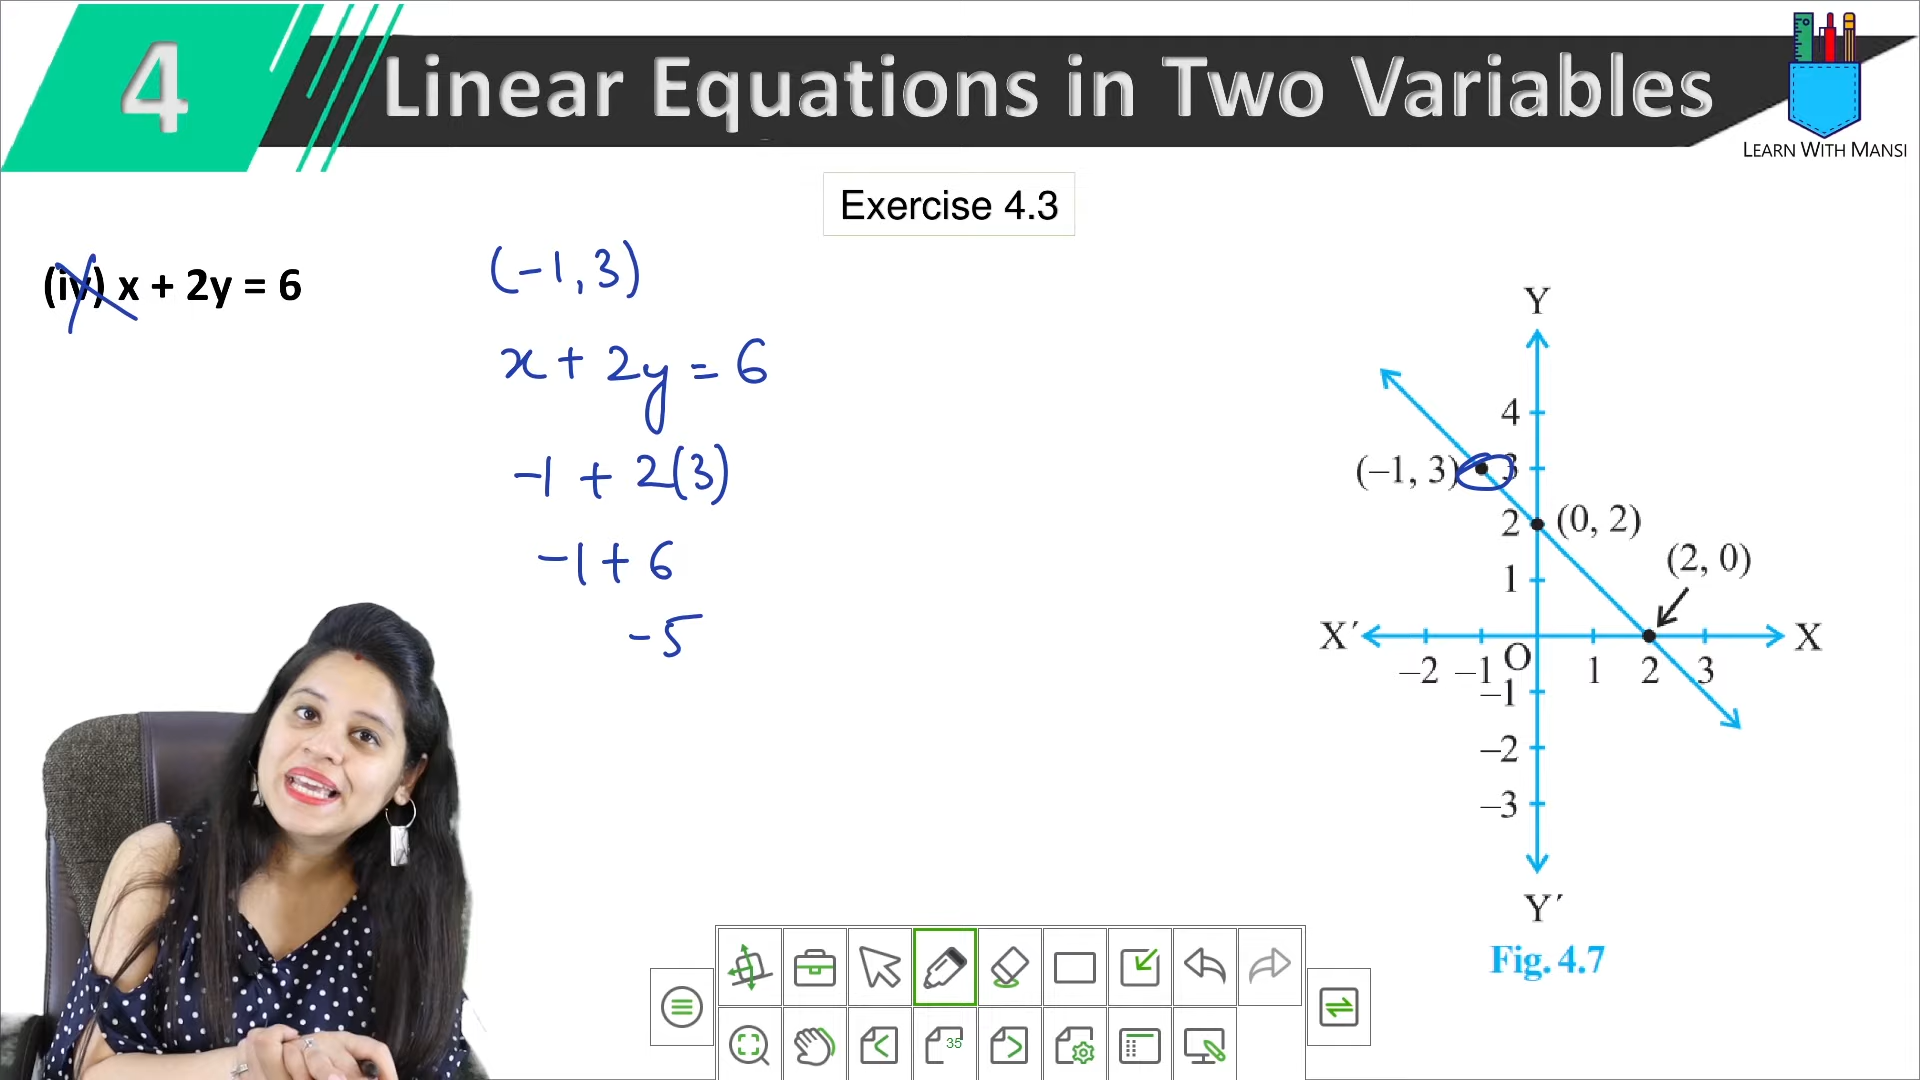 4
Linear Equations in Two Variables
LEARN WITH MANSI
Exercise 4.3
(iv) x + 2y = 6
(-1, 3)
x + 2y = 6
-1 + 2(3)
-1 + 6
-5
Y
4
(–1, 3) 3
2 (0, 2)
(2, 0)
1
X′ O X
–2 –1 1 2 3
–1
–2
–3
Y′
Fig. 4.7
35